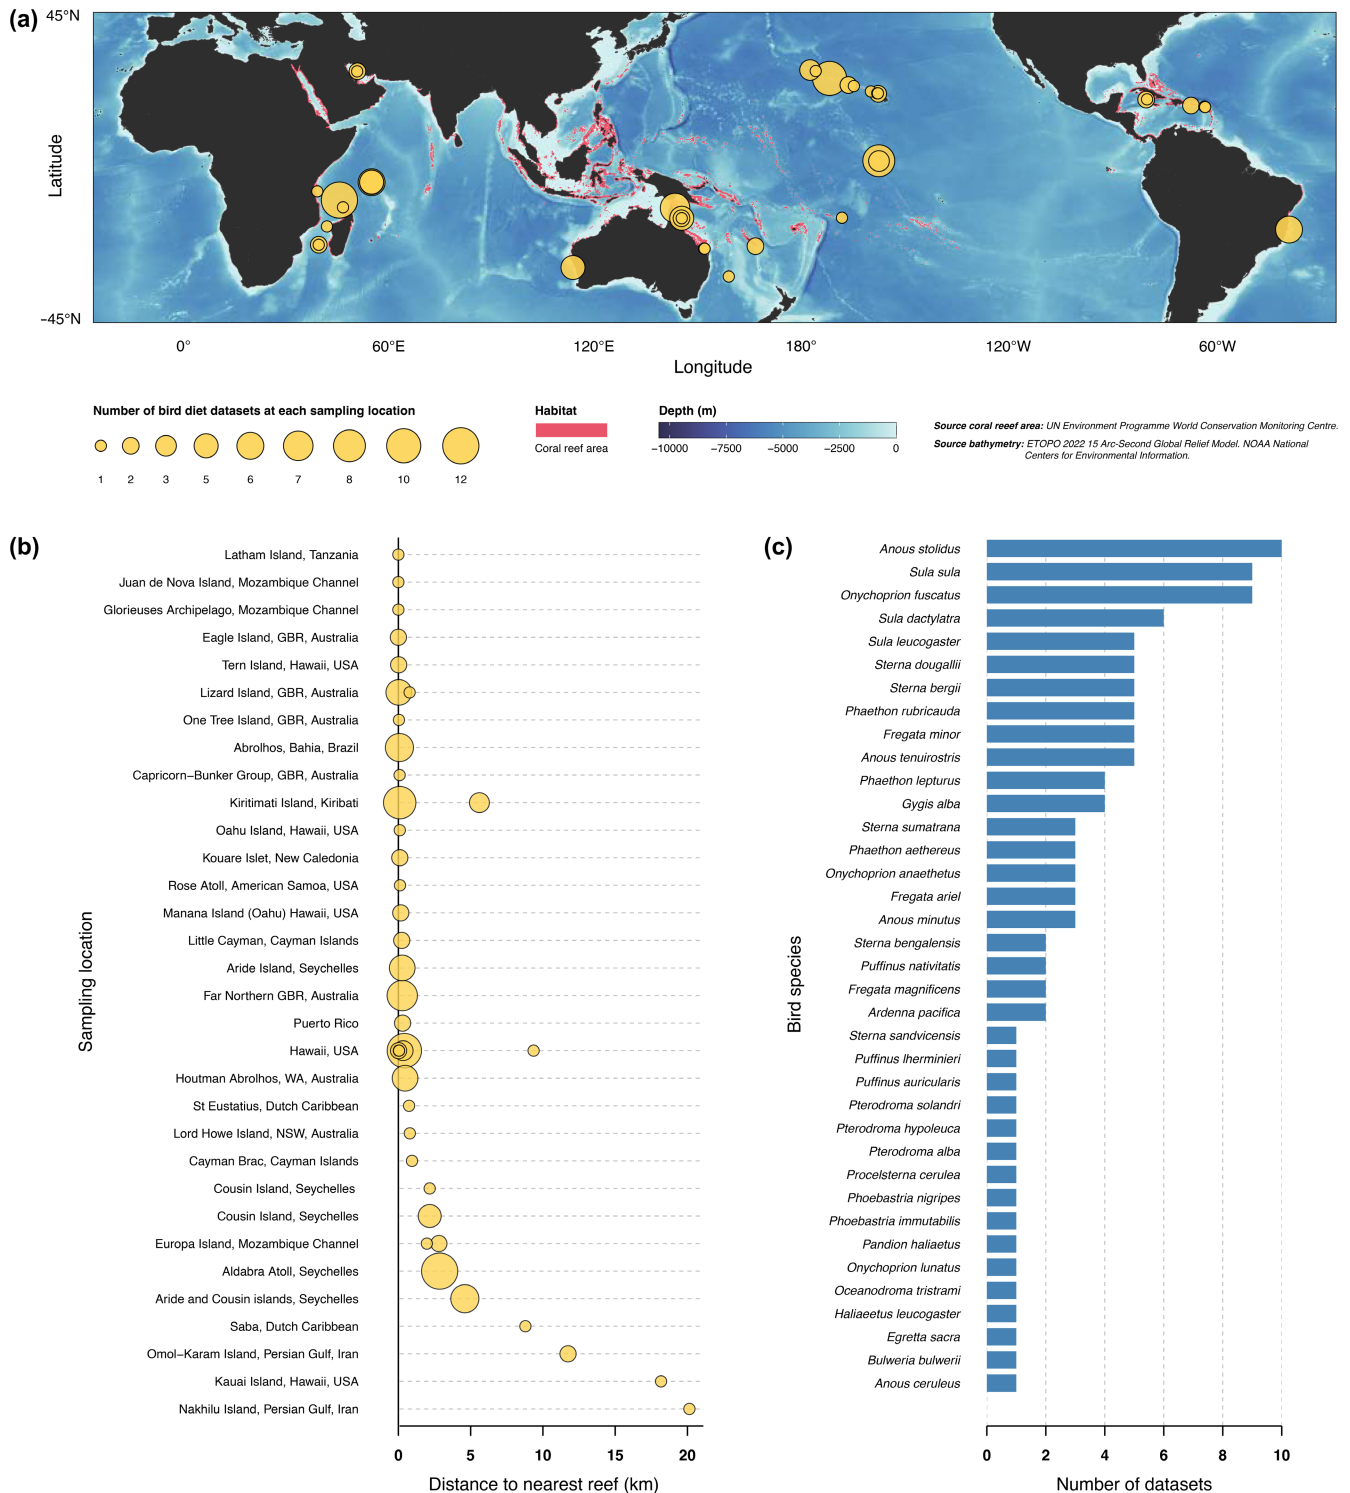 (a)
45°N
Latitude
−45°N
0°
60°E
120°E
180°
120°W
60°W
Longitude
Number of bird diet datasets at each sampling location
1
2
3
5
6
7
8
10
12
Habitat
Coral reef area
Depth (m)
−10000
−7500
−5000
−2500
0
Source coral reef area: UN Environment Programme World Conservation Monitoring Centre.
Source bathymetry: ETOPO 2022 15 Arc-Second Global Relief Model. NOAA National
Centers for Environmental Information.
(b)
Sampling location
Latham Island, Tanzania
Juan de Nova Island, Mozambique Channel
Glorieuses Archipelago, Mozambique Channel
Eagle Island, GBR, Australia
Tern Island, Hawaii, USA
Lizard Island, GBR, Australia
One Tree Island, GBR, Australia
Abrolhos, Bahia, Brazil
Capricorn−Bunker Group, GBR, Australia
Kiritimati Island, Kiribati
Oahu Island, Hawaii, USA
Kouare Islet, New Caledonia
Rose Atoll, American Samoa, USA
Manana Island (Oahu) Hawaii, USA
Little Cayman, Cayman Islands
Aride Island, Seychelles
Far Northern GBR, Australia
Puerto Rico
Hawaii, USA
Houtman Abrolhos, WA, Australia
St Eustatius, Dutch Caribbean
Lord Howe Island, NSW, Australia
Cayman Brac, Cayman Islands
Cousin Island, Seychelles
Cousin Island, Seychelles
Europa Island, Mozambique Channel
Aldabra Atoll, Seychelles
Aride and Cousin islands, Seychelles
Saba, Dutch Caribbean
Omol−Karam Island, Persian Gulf, Iran
Kauai Island, Hawaii, USA
Nakhilu Island, Persian Gulf, Iran
0
5
10
15
20
Distance to nearest reef (km)
(c)
Bird species
Anous stolidus
Sula sula
Onychoprion fuscatus
Sula dactylatra
Sula leucogaster
Sterna dougallii
Sterna bergii
Phaethon rubricauda
Fregata minor
Anous tenuirostris
Phaethon lepturus
Gygis alba
Sterna sumatrana
Phaethon aethereus
Onychoprion anaethetus
Fregata ariel
Anous minutus
Sterna bengalensis
Puffinus nativitatis
Fregata magnificens
Ardenna pacifica
Sterna sandvicensis
Puffinus lherminieri
Puffinus auricularis
Pterodroma solandri
Pterodroma hypoleuca
Pterodroma alba
Procelsterna cerulea
Phoebastria nigripes
Phoebastria immutabilis
Pandion haliaetus
Onychoprion lunatus
Oceanodroma tristrami
Haliaeetus leucogaster
Egretta sacra
Bulweria bulwerii
Anous ceruleus
0
2
4
6
8
10
Number of datasets